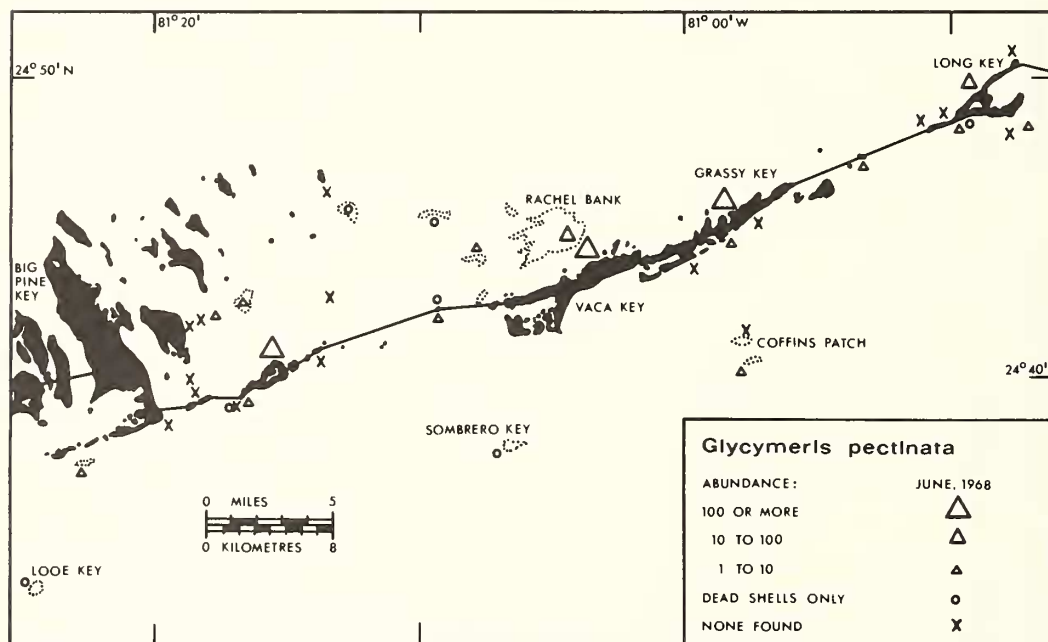 81° 20'
81° 00' W
24° 50' N
LONG KEY
GRASSY KEY
RACHEL BANK
BIG
PINE
KEY
VACA KEY
COFFINS PATCH
24° 40'
SOMBRERO KEY
0 MILES 5
0 KILOMETRES 8
LOOE KEY
Glycymeris pectinata
ABUNDANCE: JUNE, 1968
100 OR MORE
10 TO 100
1 TO 10
DEAD SHELLS ONLY
X NONE FOUND